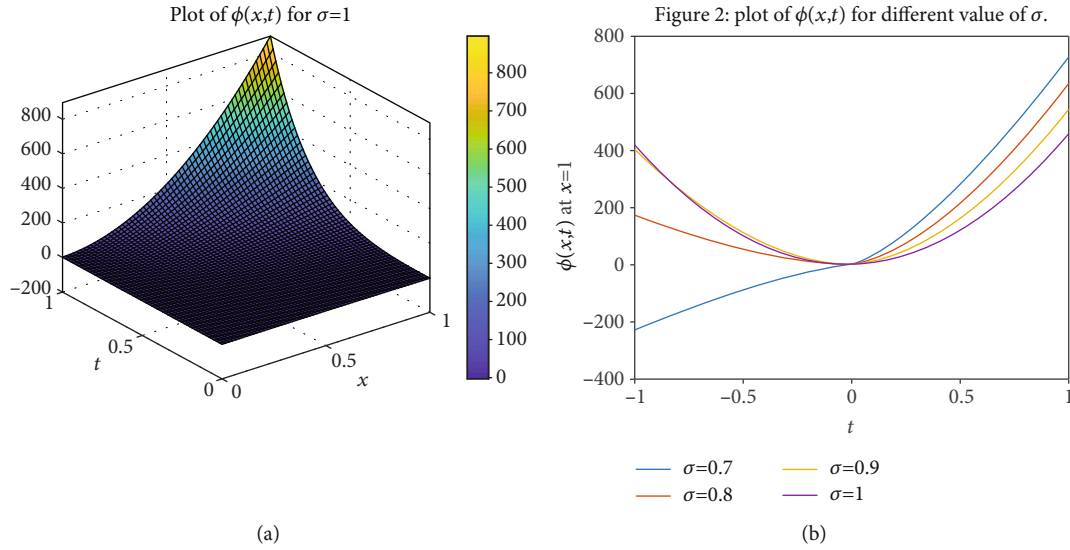 Plot of ϕ(x,t) for σ=1
800
600
400
200
0
−200
1
0.5
0
t
0
0.5
1
x
800
700
600
500
400
300
200
100
0
(a)
Figure 2: plot of ϕ(x,t) for different value of σ.
800
600
400
200
0
−200
−400
ϕ(x,t) at x=1
−1
−0.5
0
0.5
1
t
σ=0.7
σ=0.8
σ=0.9
σ=1
(b)